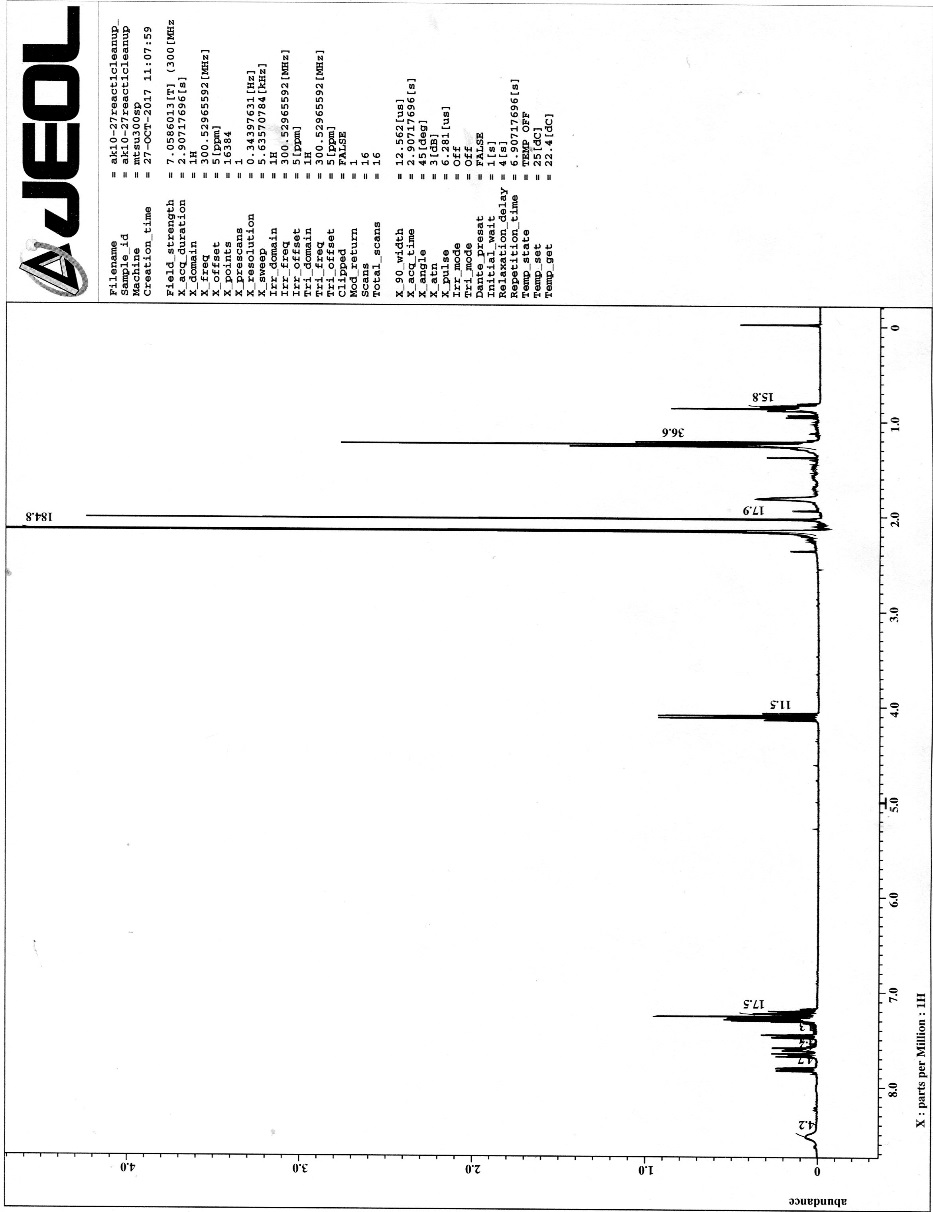 JEOL
Filename = ak10-27react1cleanup_
Sample_id = ak10-27react1cleanup
Machine = mtsu300sp
Creation_time = 27-OCT-2017 11:07:59
Field_strength = 7.0586013[T] (300[MHz
X_acq_duration = 2.90717696[s]
X_domain = 1H
X_freq = 300.52965592[MHz]
X_offset = 5[ppm]
X_points = 16384
X_prescans = 1
X_resolution = 0.34397631[Hz]
X_sweep = 5.63570784[kHz]
Irr_domain = 1H
Irr_freq = 300.52965592[MHz]
Irr_offset = 5[ppm]
Tri_domain = 1H
Tri_freq = 300.52965592[MHz]
Tri_offset = 5[ppm]
Clipped = FALSE
Mod_return = 1
Scans = 16
Total_scans = 16
X_90_width = 12.562[us]
X_acq_time = 2.90717696[s]
X_angle = 45[deg]
X_atn = 3[dB]
X_pulse = 6.281[us]
Irr_mode = Off
Tri_mode = Off
Dante_presat = FALSE
Initial_wait = 1[s]
Relaxation_delay = 4[s]
Repetition_time = 6.90717696[s]
Temp_state = TEMP OFF
Temp_set = 25[dC]
Temp_get = 22.4[dC]
abundance
0 1.0 2.0 3.0 4.0
4.2
17.5
11.5
184.8
17.9
36.6
15.8
8.0 7.0 6.0 5.0 4.0 3.0 2.0 1.0 0
X : parts per Million : 1H